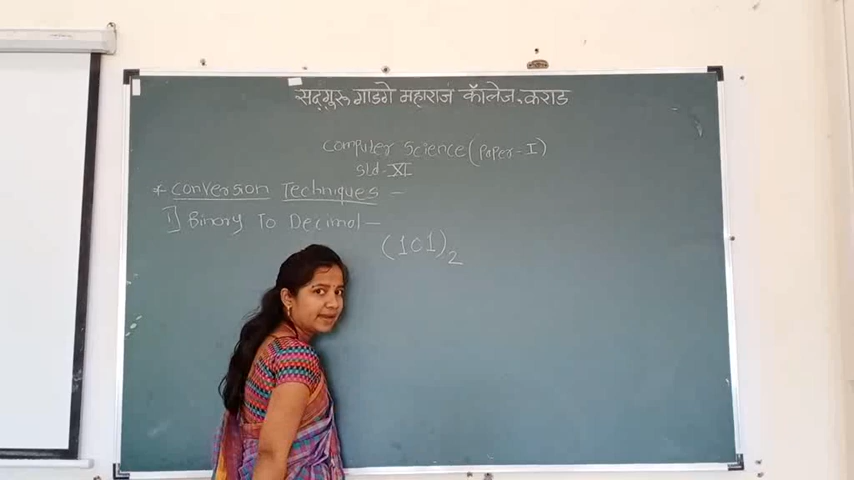 सद्गुरू गाडगे महाराज कॉलेज, कराड
Computer Science (Paper-I)
Std-XI
* Conversion Techniques -
1] Binary To Decimal -
(101)2